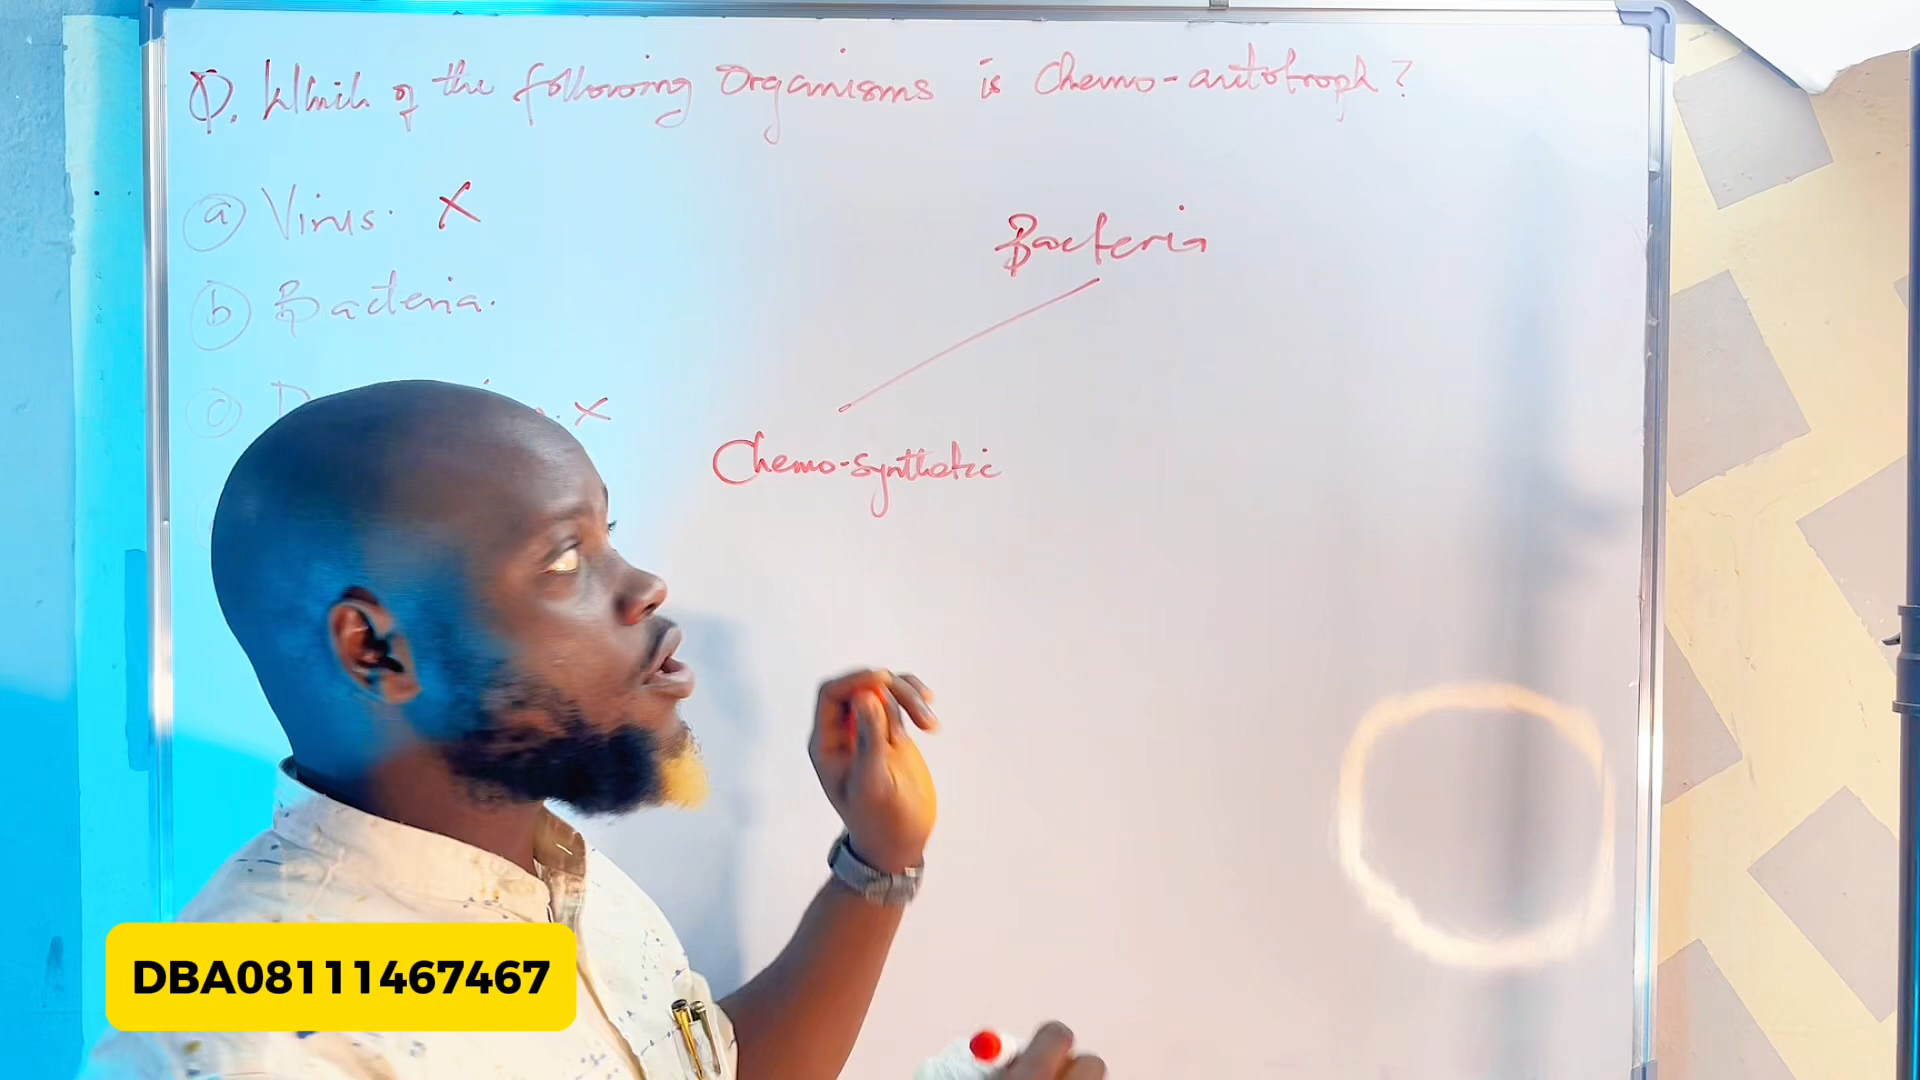 Q. Which of the following organisms is Chemo-autotroph?
a Virus. X
b Bacteria.
c X
Bacteria
Chemo-synthetic
DBA08111467467